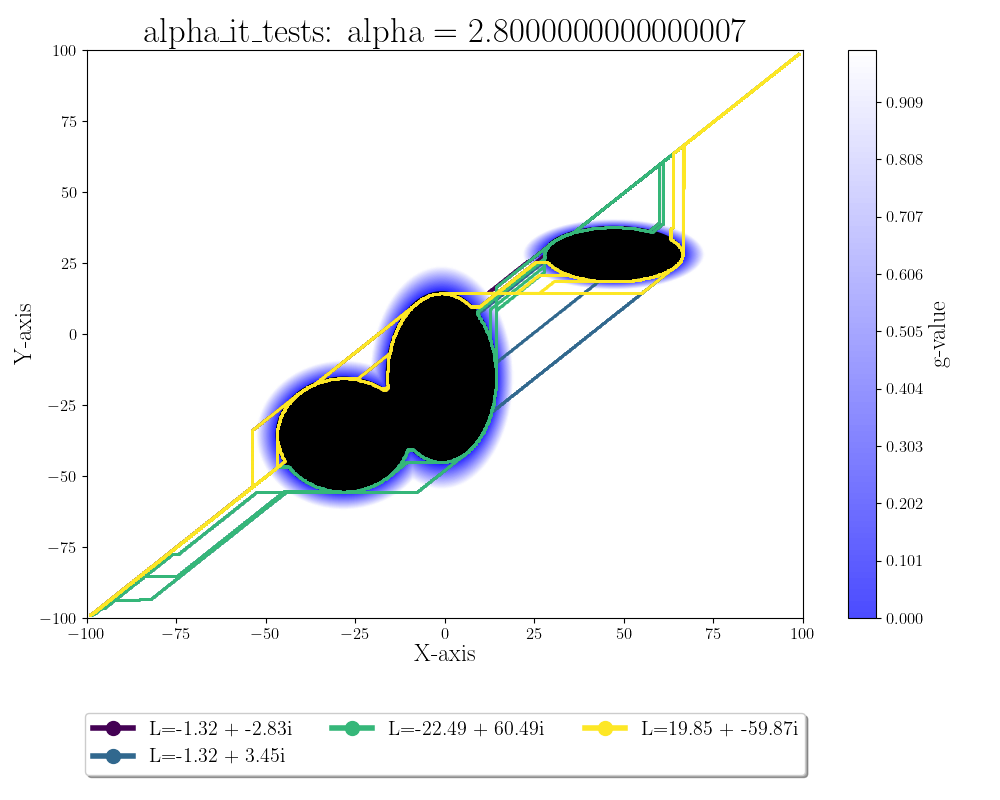 alpha_it_tests: alpha = 2.8000000000000007
100
75
50
25
0
−25
−50
−75
−100
Y-axis
−100 −75 −50 −25 0 25 50 75 100
X-axis
0.909
0.808
0.707
0.606
0.505
0.404
0.303
0.202
0.101
0.000
g-value
L=-1.32 + -2.83i L=-22.49 + 60.49i L=19.85 + -59.87i
L=-1.32 + 3.45i